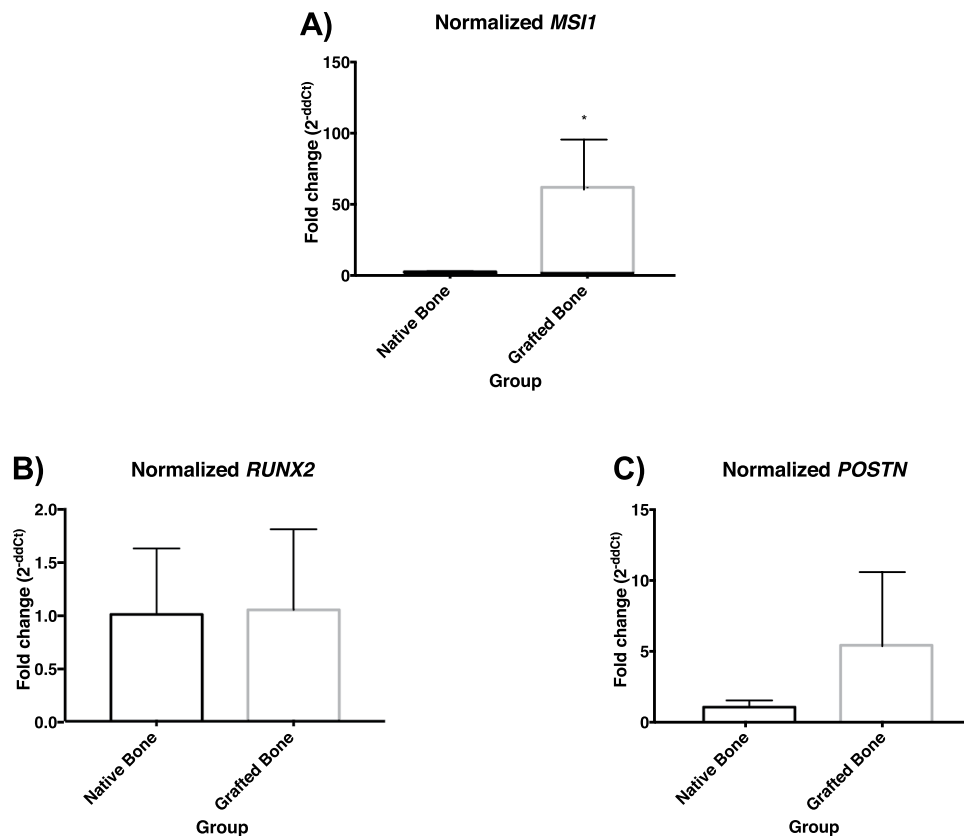 A) Normalized MSI1
150
100
50
0
Fold change (2-ddCt)
*
Native Bone
Grafted Bone
Group
B) Normalized RUNX2
2.0
1.5
1.0
0.5
0.0
Fold change (2-ddCt)
Native Bone
Grafted Bone
Group
C) Normalized POSTN
15
10
5
0
Fold change (2-ddCt)
Native Bone
Grafted Bone
Group